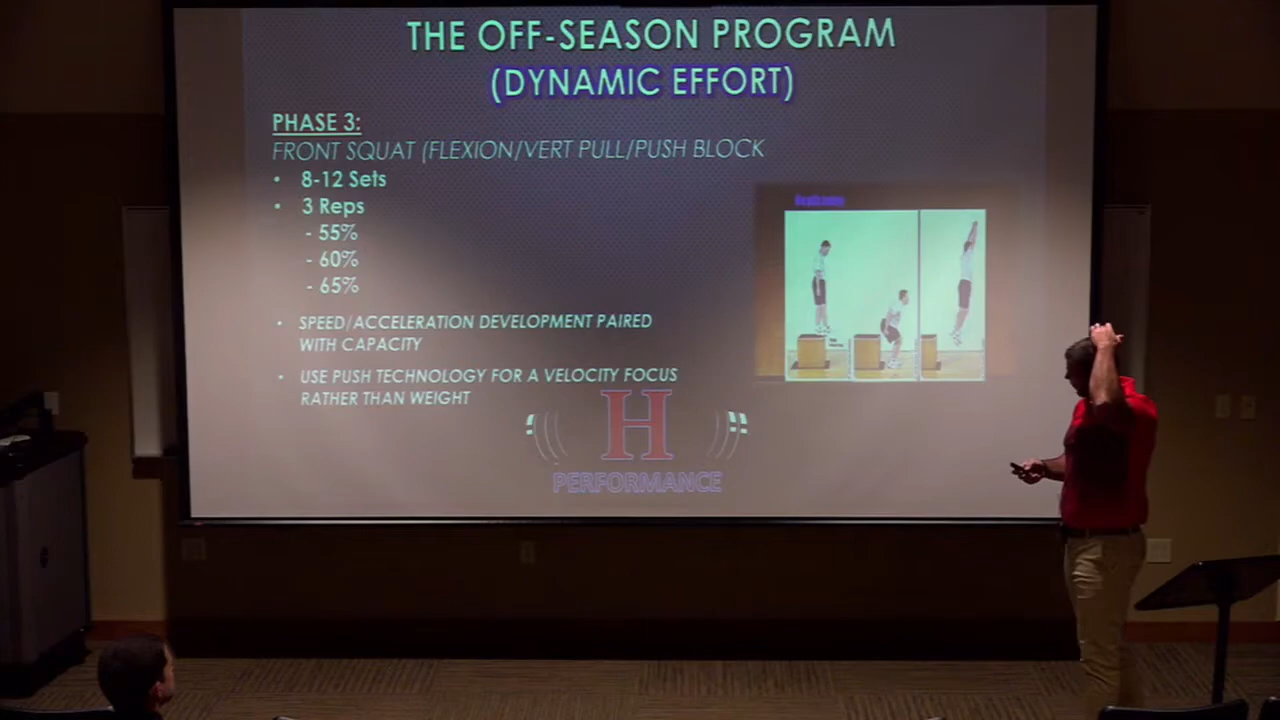 THE OFF-SEASON PROGRAM
(DYNAMIC EFFORT)
PHASE 3:
FRONT SQUAT (FLEXION/VERT PULL/PUSH BLOCK
• 8-12 Sets
• 3 Reps
- 55%
- 60%
- 65%
• SPEED/ACCELERATION DEVELOPMENT PAIRED
WITH CAPACITY
• USE PUSH TECHNOLOGY FOR A VELOCITY FOCUS
RATHER THAN WEIGHT
H
PERFORMANCE